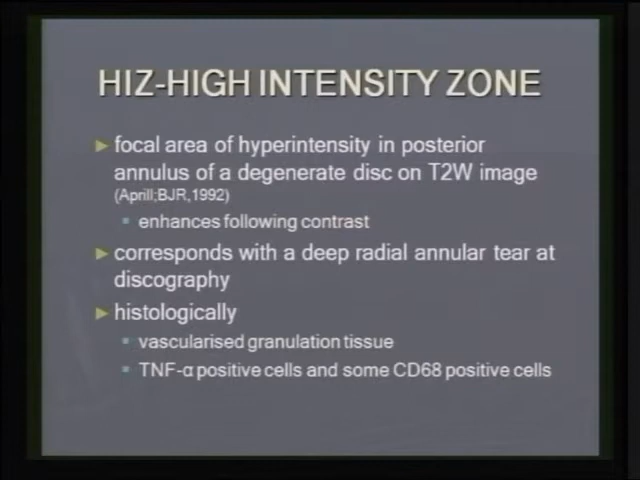 HIZ-HIGH INTENSITY ZONE
focal area of hyperintensity in posterior
annulus of a degenerate disc on T2W image
(Aprill;BJR,1992)
enhances following contrast
corresponds with a deep radial annular tear at
discography
histologically
vascularised granulation tissue
TNF-α positive cells and some CD68 positive cells